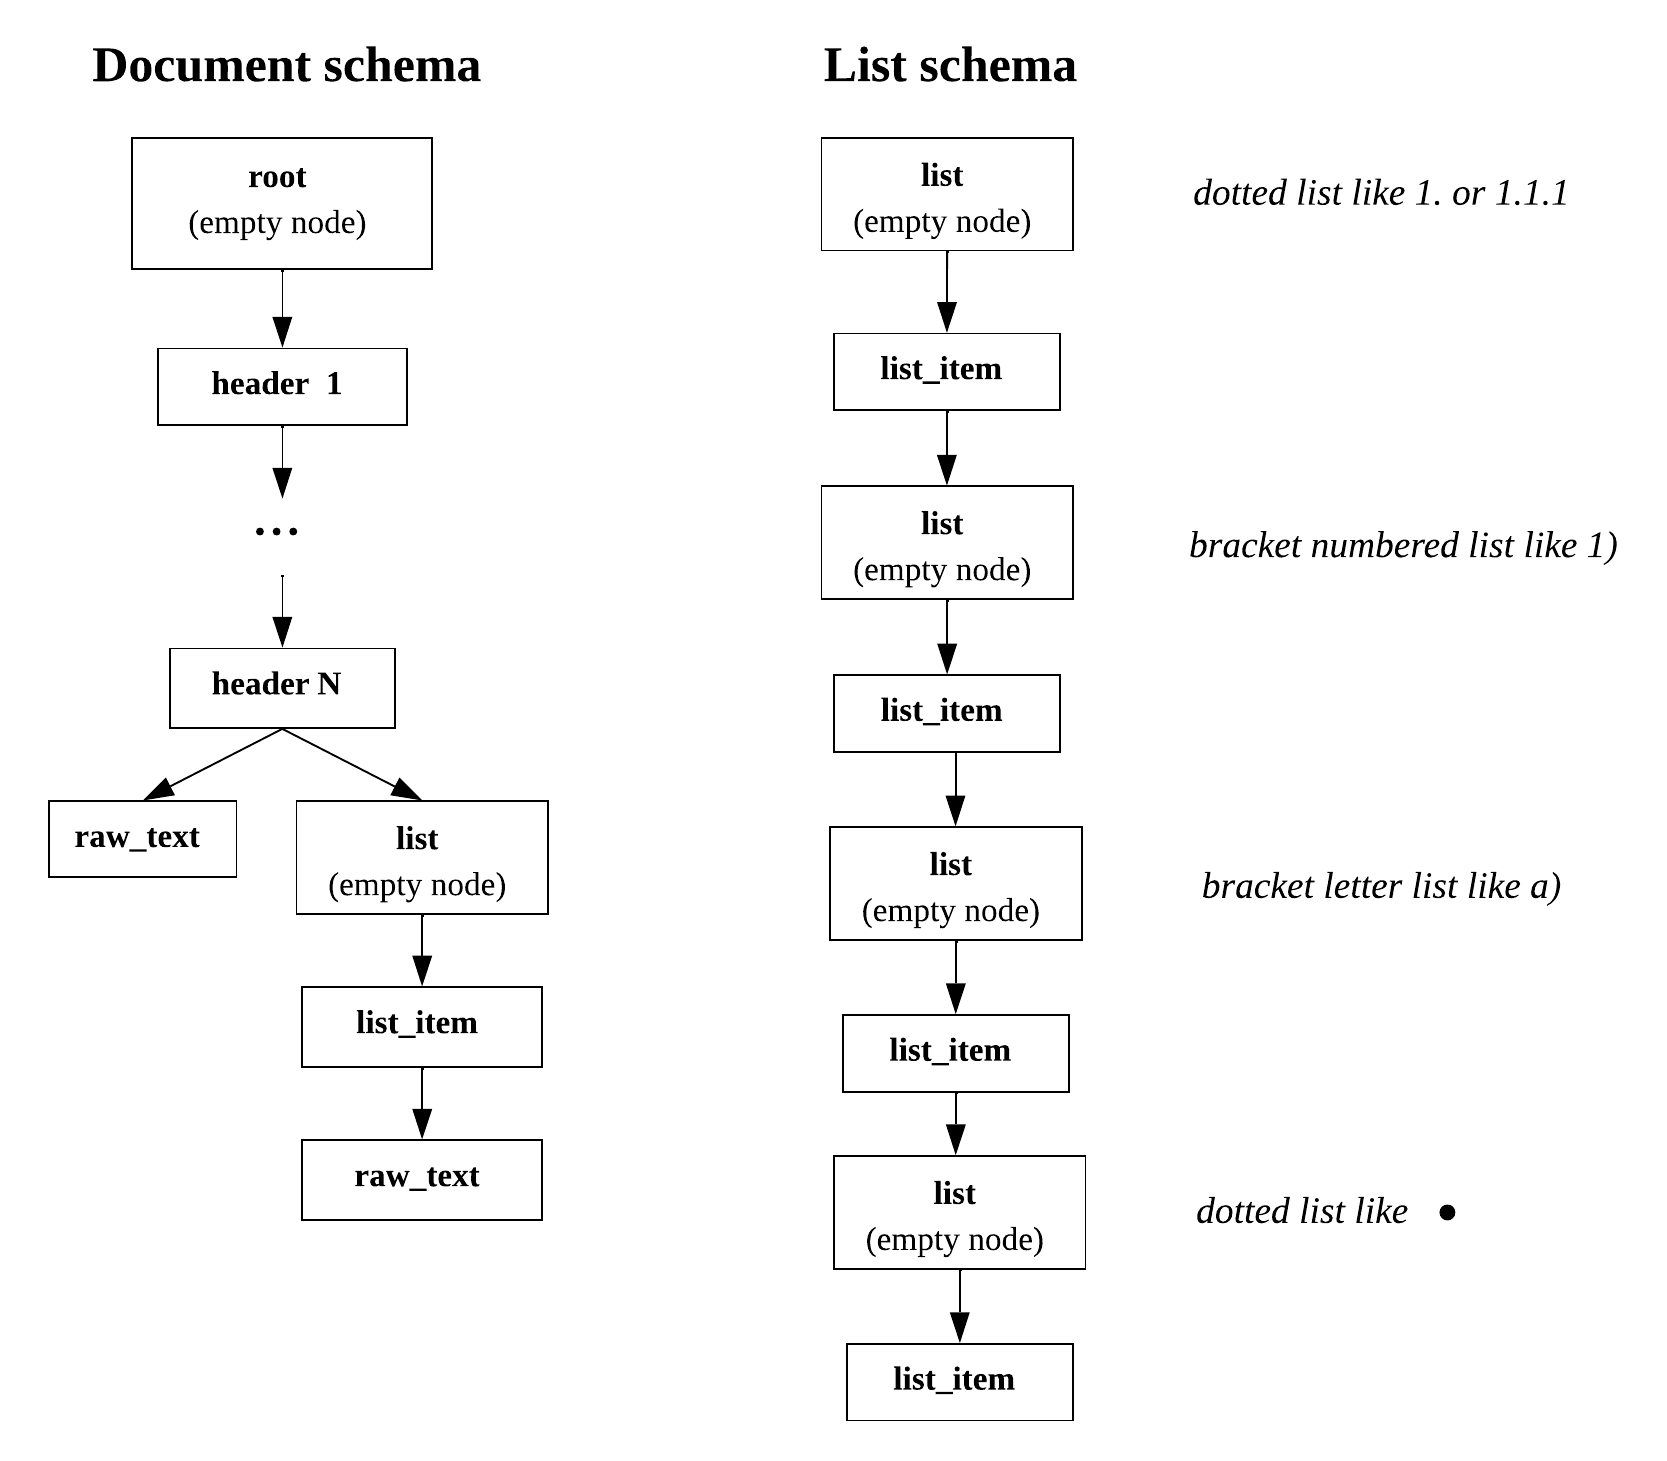 Document schema
root
(empty node)
header 1
...
header N
raw_text
list
(empty node)
list_item
raw_text
List schema
list
(empty node)
dotted list like 1. or 1.1.1
list_item
list
(empty node)
bracket numbered list like 1)
list_item
list
(empty node)
bracket letter list like a)
list_item
list
(empty node)
dotted list like ●
list_item